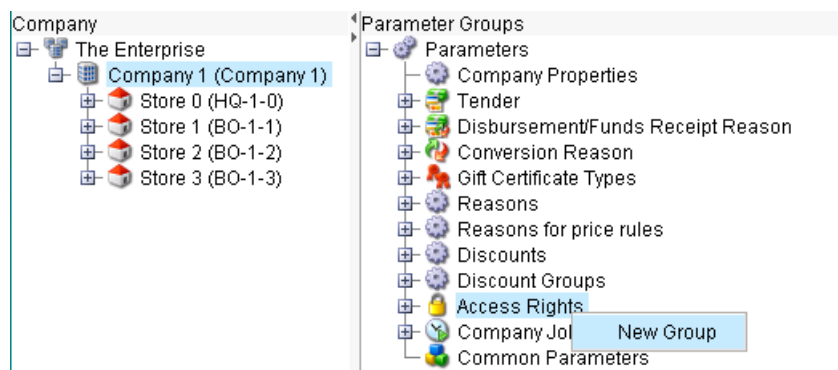 Company
The Enterprise
Company 1 (Company 1)
Store 0 (HQ-1-0)
Store 1 (BO-1-1)
Store 2 (BO-1-2)
Store 3 (BO-1-3)
Parameter Groups
Parameters
Company Properties
Tender
Disbursement/Funds Receipt Reason
Conversion Reason
Gift Certificate Types
Reasons
Reasons for price rules
Discounts
Discount Groups
Access Rights
Company Jo
New Group
Common Parameters